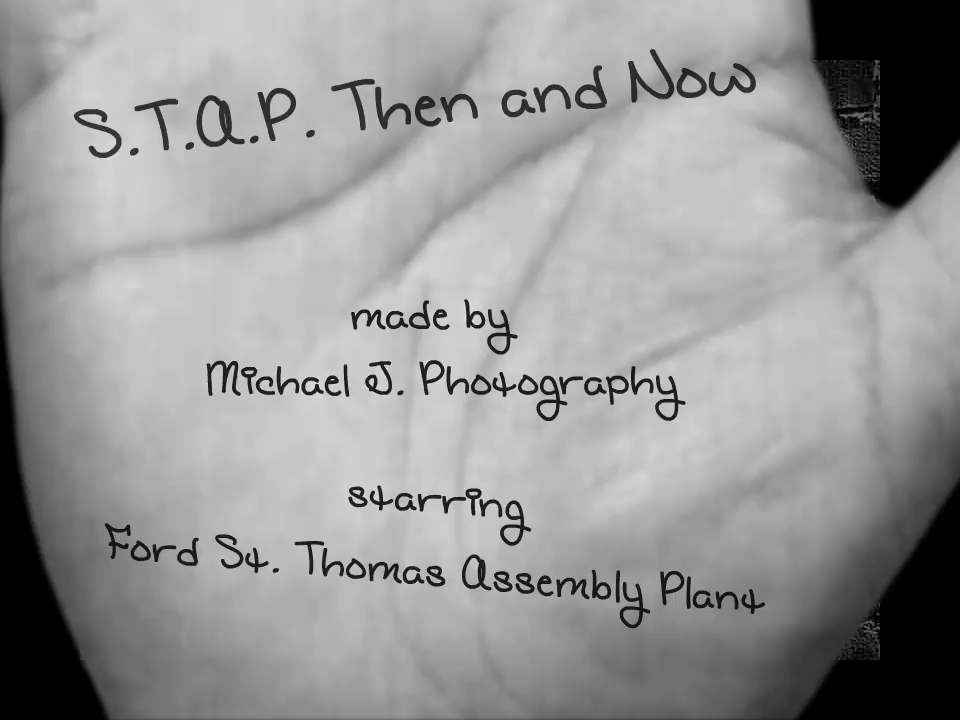 S.T.A.P. Then and Now
made by
Michael J. Photography
starring
Ford St. Thomas Assembly Plant